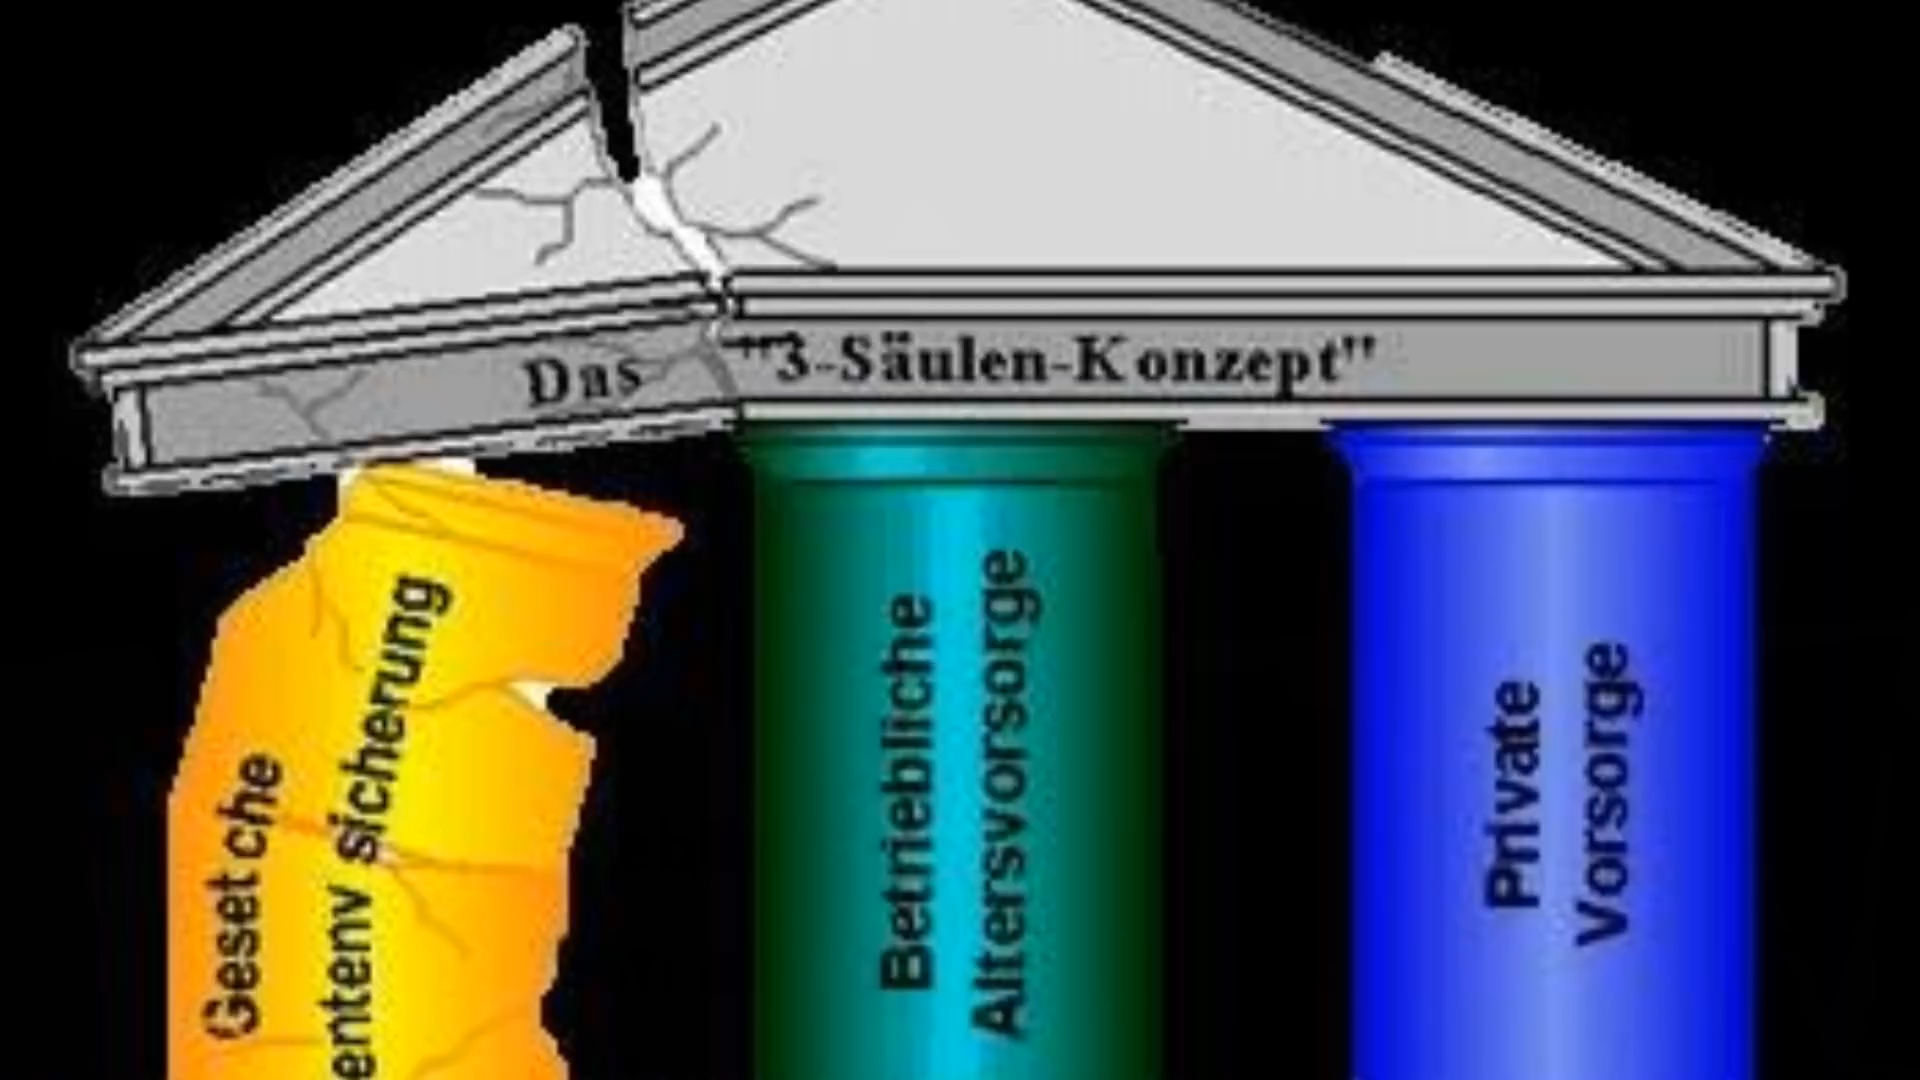 Das "3-Säulen-Konzept"
Geset che
entenv sicherung
Betriebliche
Altersvorsorge
Private
Vorsorge